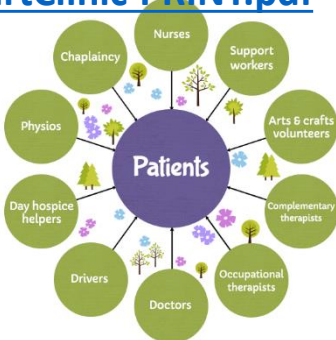 Nurses
Support
workers
Arts & crafts
volunteers
Complementary
therapists
Occupational
therapists
Doctors
Drivers
Day hospice
helpers
Physios
Chaplaincy
Patients